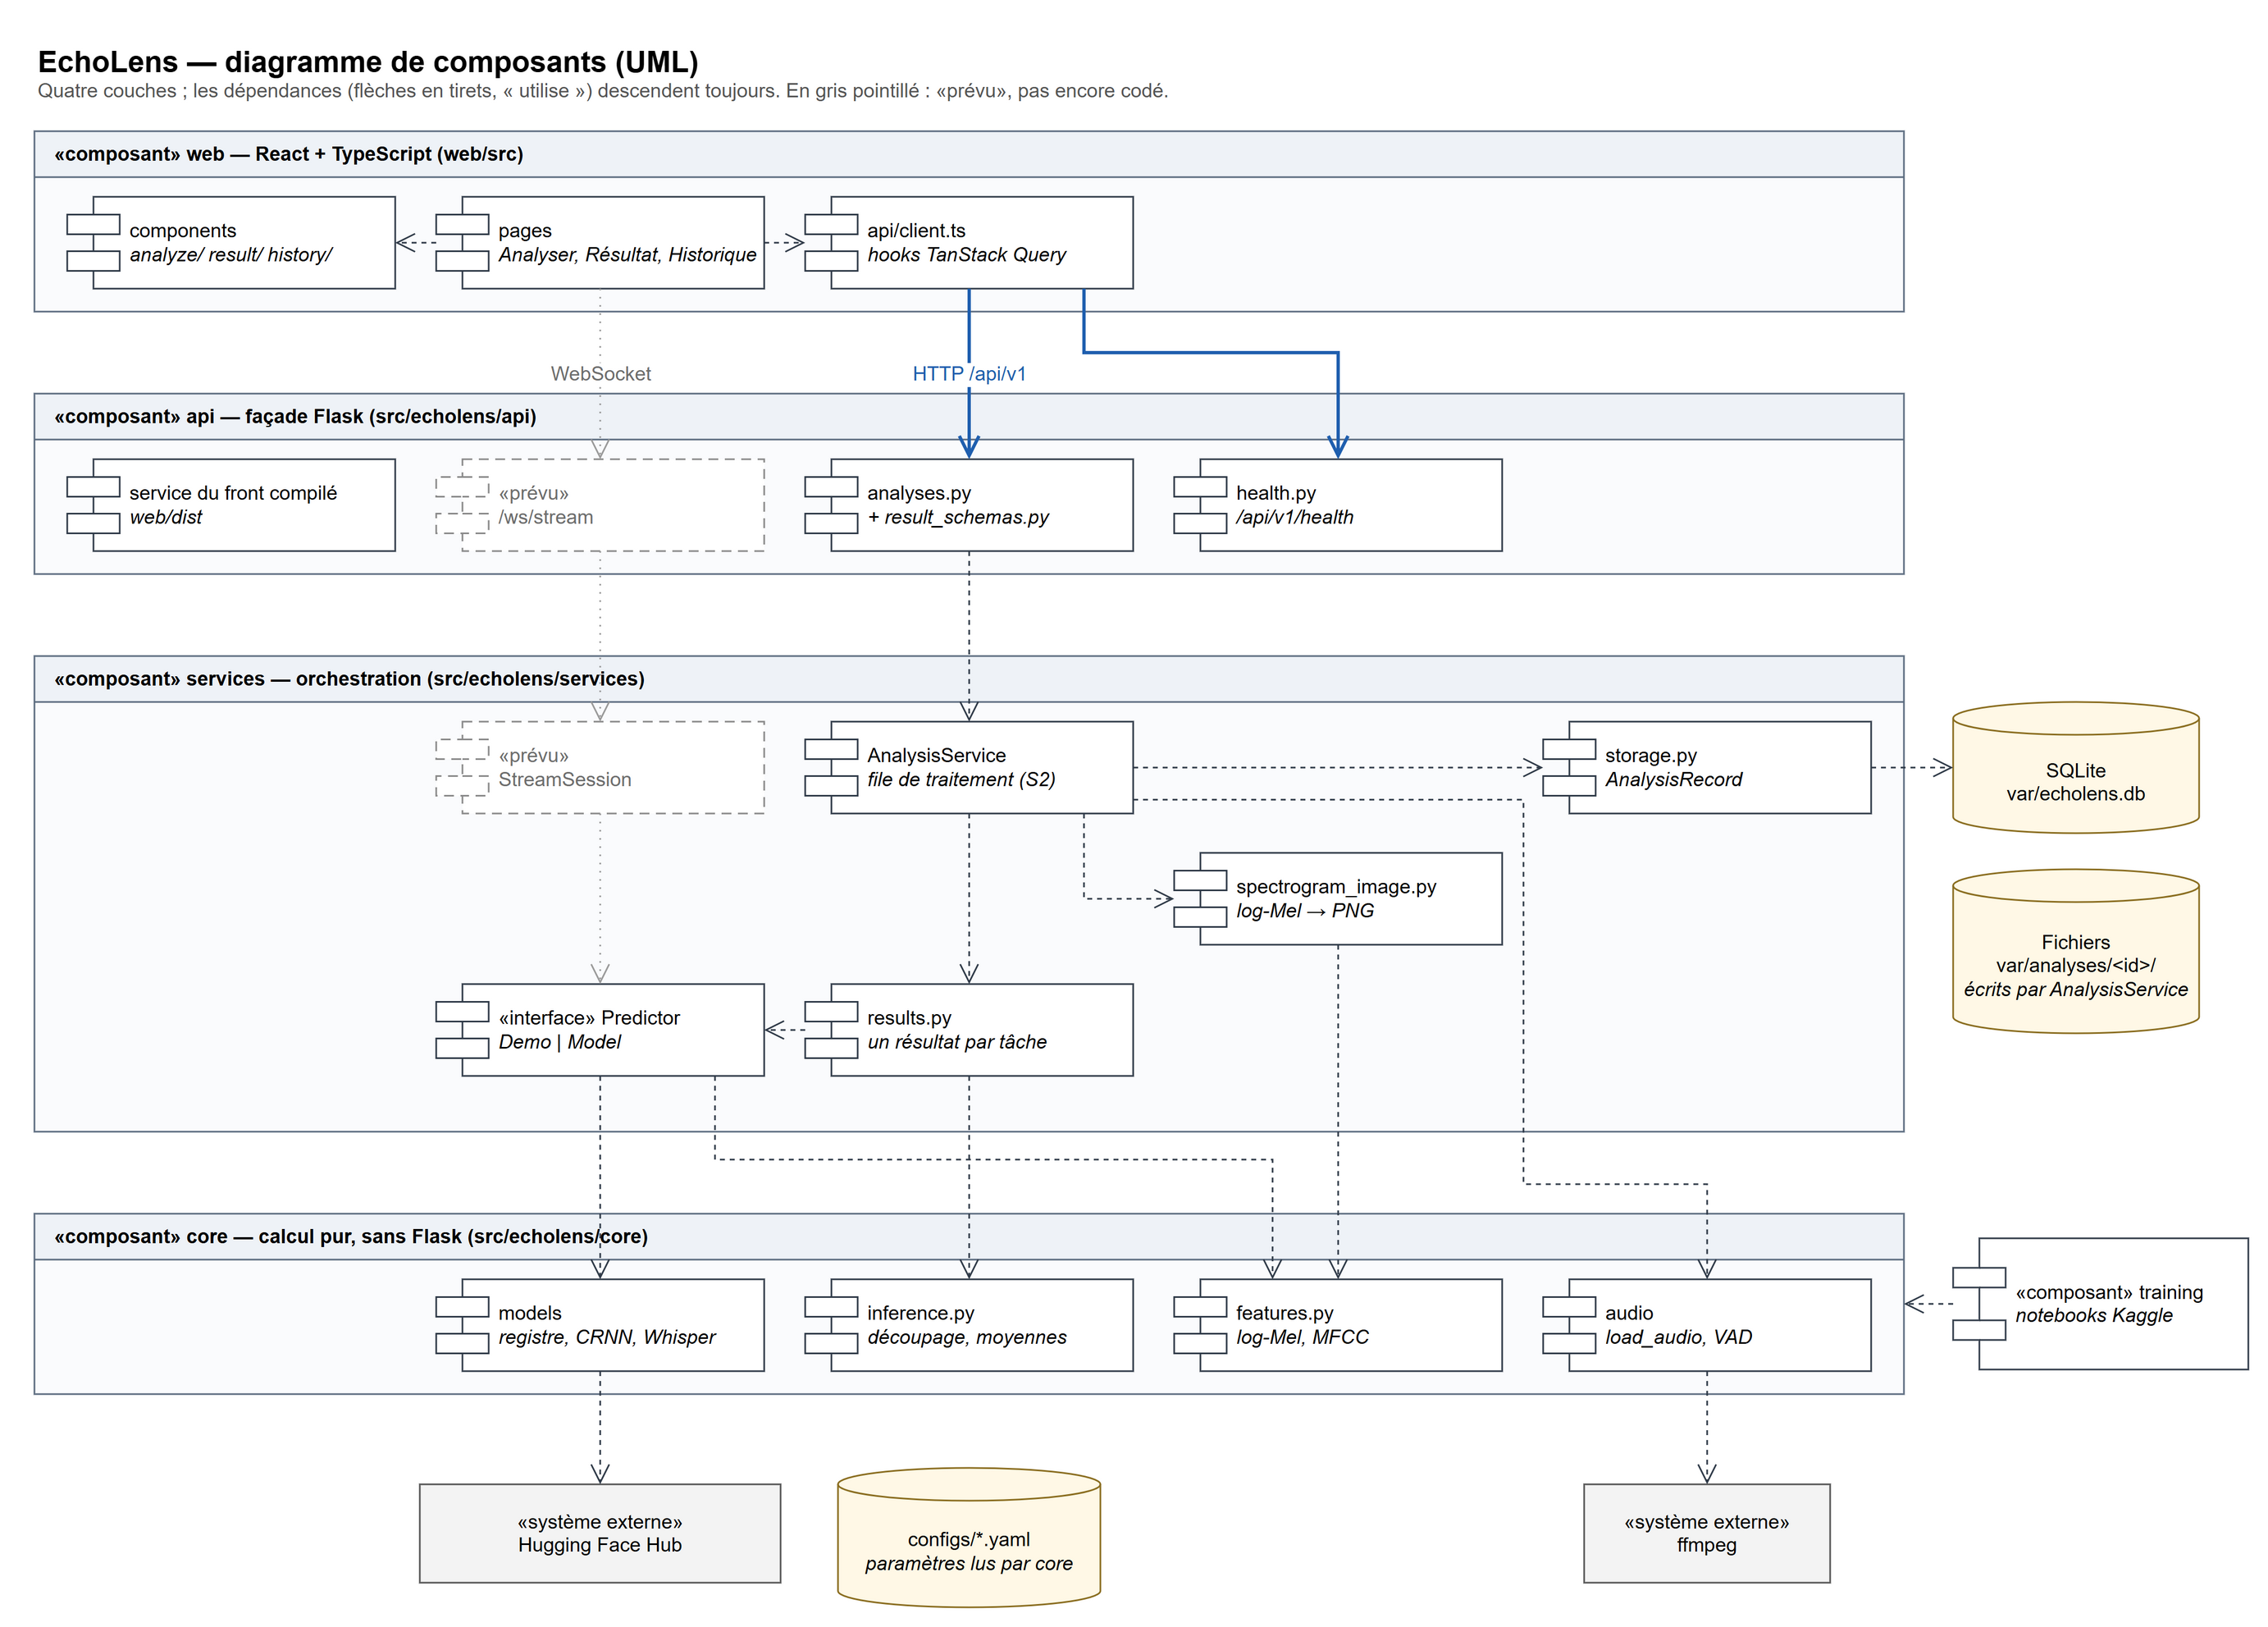 EchoLens — diagramme de composants (UML)
Quatre couches ; les dépendances (flèches en tirets, « utilise ») descendent toujours. En gris pointillé : «prévu», pas encore codé.
«composant» web — React + TypeScript (web/src)
components
analyze/ result/ history/
pages
Analyser, Résultat, Historique
api/client.ts
hooks TanStack Query
WebSocket
HTTP /api/v1
«composant» api — façade Flask (src/echolens/api)
service du front compilé
web/dist
«prévu»
/ws/stream
analyses.py
+ result_schemas.py
health.py
/api/v1/health
«composant» services — orchestration (src/echolens/services)
«prévu»
StreamSession
AnalysisService
file de traitement (S2)
storage.py
AnalysisRecord
SQLite
var/echolens.db
spectrogram_image.py
log-Mel → PNG
Fichiers
var/analyses/<id>/
écrits par AnalysisService
«interface» Predictor
Demo | Model
results.py
un résultat par tâche
«composant» core — calcul pur, sans Flask (src/echolens/core)
models
registre, CRNN, Whisper
inference.py
découpage, moyennes
features.py
log-Mel, MFCC
audio
load_audio, VAD
«composant» training
notebooks Kaggle
«système externe»
Hugging Face Hub
configs/*.yaml
paramètres lus par core
«système externe»
ffmpeg